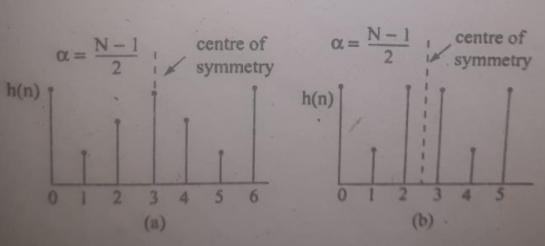 α = N − 1 / 2
centre of
symmetry
h(n)
0 1 2 3 4 5 6
(a)
α = N − 1 / 2
centre of
symmetry
h(n)
0 1 2 3 4 5
(b)